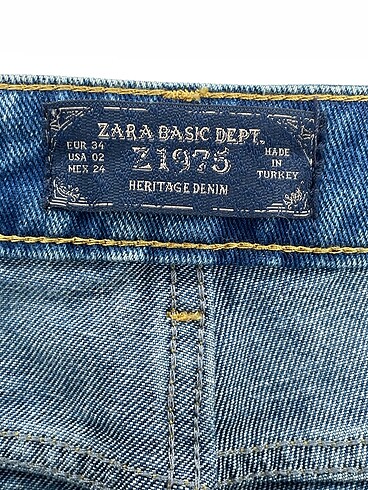 ZARA BASIC DEPT.
EUR 34
USA 02
MEX 24
Z1975
MADE
IN
TURKEY
HERITAGE DENIM